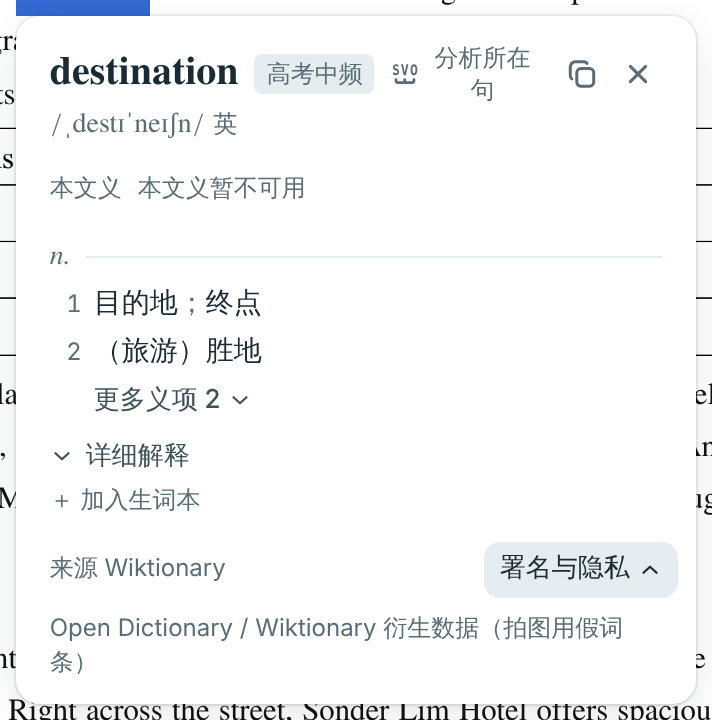 destination 高考中频 SVO 分析所在句
/ˌdestɪˈneɪʃn/ 英
本文义 本文义暂不可用
n.
1 目的地；终点
2 （旅游）胜地
更多义项 2
详细解释
+ 加入生词本
来源 Wiktionary 署名与隐私
Open Dictionary / Wiktionary 衍生数据（拍图用假词
条）
Right across the street, Sonder Lim Hotel offers spaciou